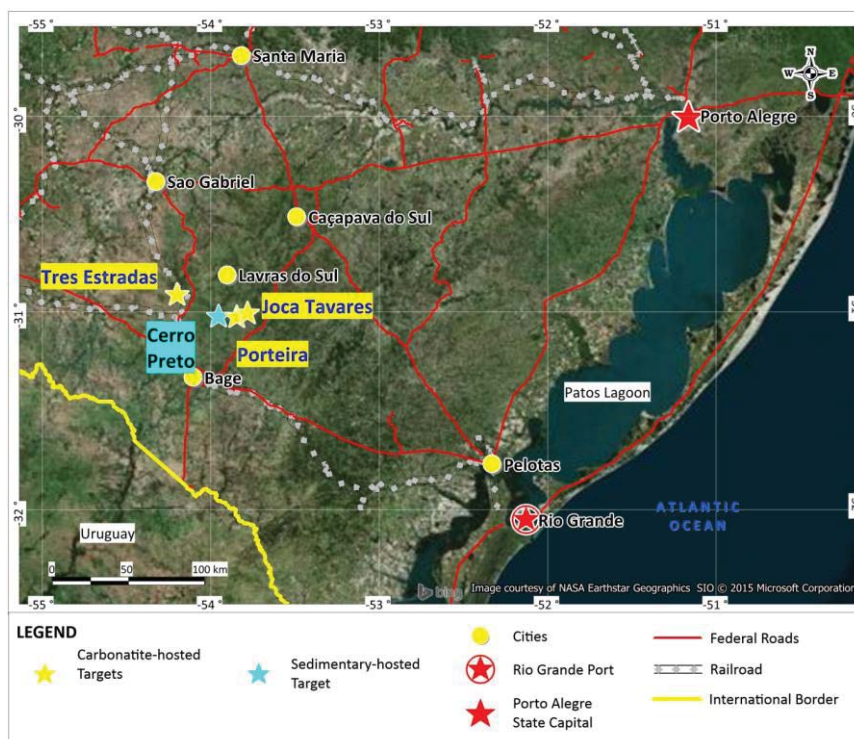 -55 °
-54 °
-53 °
-52 °
-51 °
N
W E
S
Santa Maria
-30 °
Porto Alegre
Sao Gabriel
Caçapava do Sul
Tres Estradas
Lavras do Sul
-31 °
Joca Tavares
Cerro
Preto
Porteira
Bage
Patos Lagoon
Pelotas
-32 °
Rio Grande
ATLANTIC
OCEAN
Uruguay
0 50 100 km
bing
Image courtesy of NASA Earthstar Geographics SIO © 2015 Microsoft Corporation
-55 °
-54 °
-53 °
-52 °
-51 °
LEGEND
Carbonatite-hosted
Targets
Sedimentary-hosted
Target
Cities
Rio Grande Port
Porto Alegre
State Capital
Federal Roads
Railroad
International Border